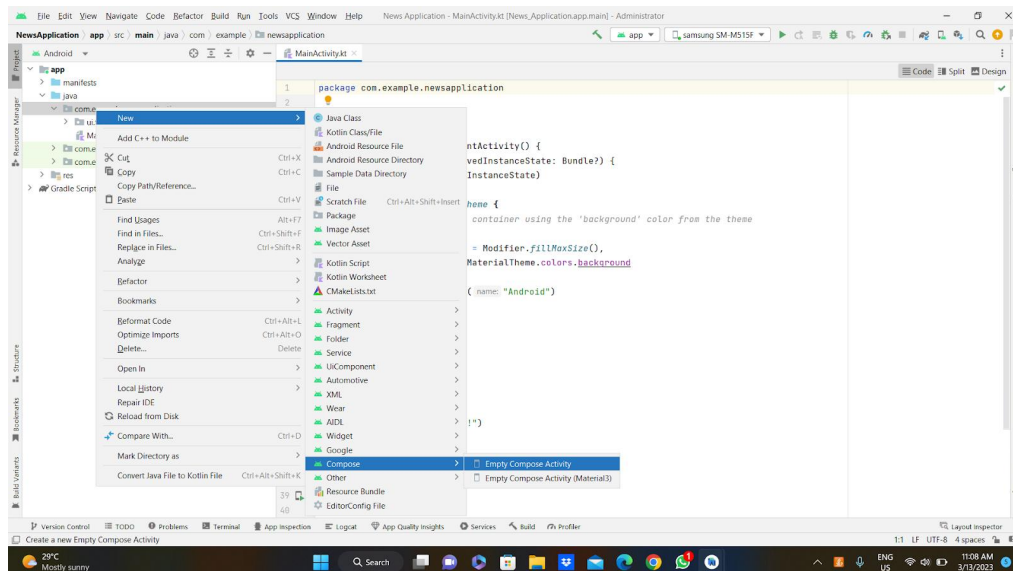 File Edit View Navigate Code Refactor Build Run Tools VCS Window Help News Application - MainActivity.kt [News_Application.app.main] - Administrator
NewsApplication app src main java com example newsapplication app samsung SM-M515F
Android MainActivity.kt
Code Split Design
app
manifests
java
com.e
ui.
Ma
com.e
com.e
res
Gradle Script
Project
Resource Manager
Structure
Bookmarks
Build Variants
1 package com.example.newsapplication
2
ntActivity() {
vedInstanceState: Bundle?) {
InstanceState)
heme {
container using the 'background' color from the theme
= Modifier.fillMaxSize(),
MaterialTheme.colors.background
( name: "Android")
!")
39
40
New
Add C++ to Module
Cut Ctrl+X
Copy Ctrl+C
Copy Path/Reference...
Paste Ctrl+V
Find Usages Alt+F7
Find in Files... Ctrl+Shift+F
Replace in Files... Ctrl+Shift+R
Analyze
Refactor
Bookmarks
Reformat Code Ctrl+Alt+L
Optimize Imports Ctrl+Alt+O
Delete... Delete
Open In
Local History
Repair IDE
Reload from Disk
Compare With... Ctrl+D
Mark Directory as
Convert Java File to Kotlin File Ctrl+Alt+Shift+K
Java Class
Kotlin Class/File
Android Resource File
Android Resource Directory
Sample Data Directory
File
Scratch File Ctrl+Alt+Shift+Insert
Package
Image Asset
Vector Asset
Kotlin Script
Kotlin Worksheet
CMakeLists.txt
Activity
Fragment
Folder
Service
UiComponent
Automotive
XML
Wear
AIDL
Widget
Google
Compose
Other
Resource Bundle
EditorConfig File
Empty Compose Activity
Empty Compose Activity (Material3)
Version Control TODO Problems Terminal App Inspection Logcat App Quality Insights Services Build Profiler Layout Inspector
Create a new Empty Compose Activity 1:1 LF UTF-8 4 spaces
29°C
Mostly sunny
Search
1
ENG
US
11:08 AM
3/13/2023